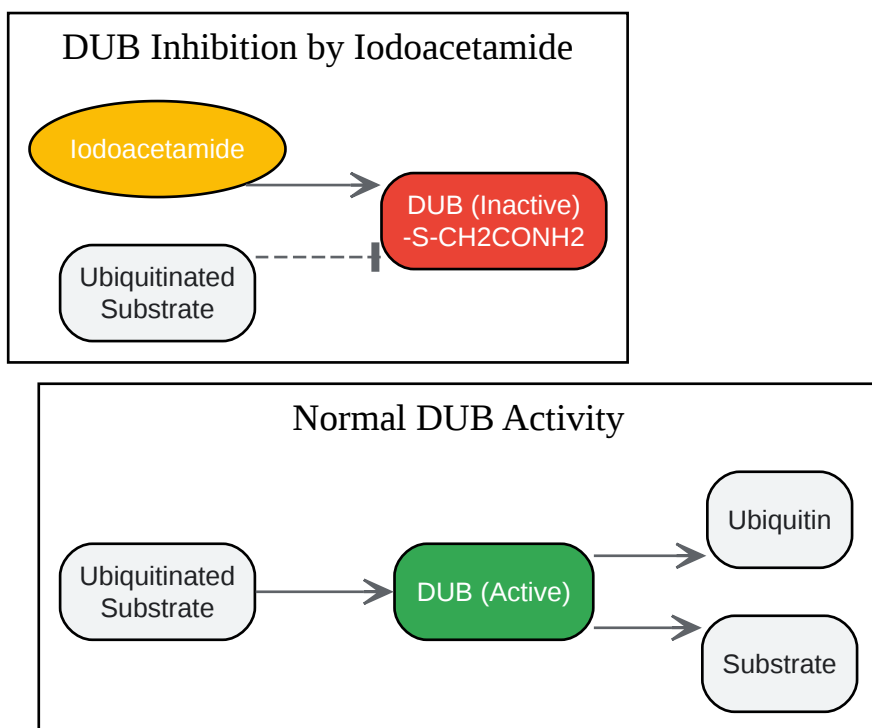 DUB Inhibition by Iodoacetamide
Iodoacetamide
DUB (Inactive)
-S-CH2CONH2
Ubiquitinated
Substrate
Normal DUB Activity
Ubiquitinated
Substrate
DUB (Active)
Ubiquitin
Substrate